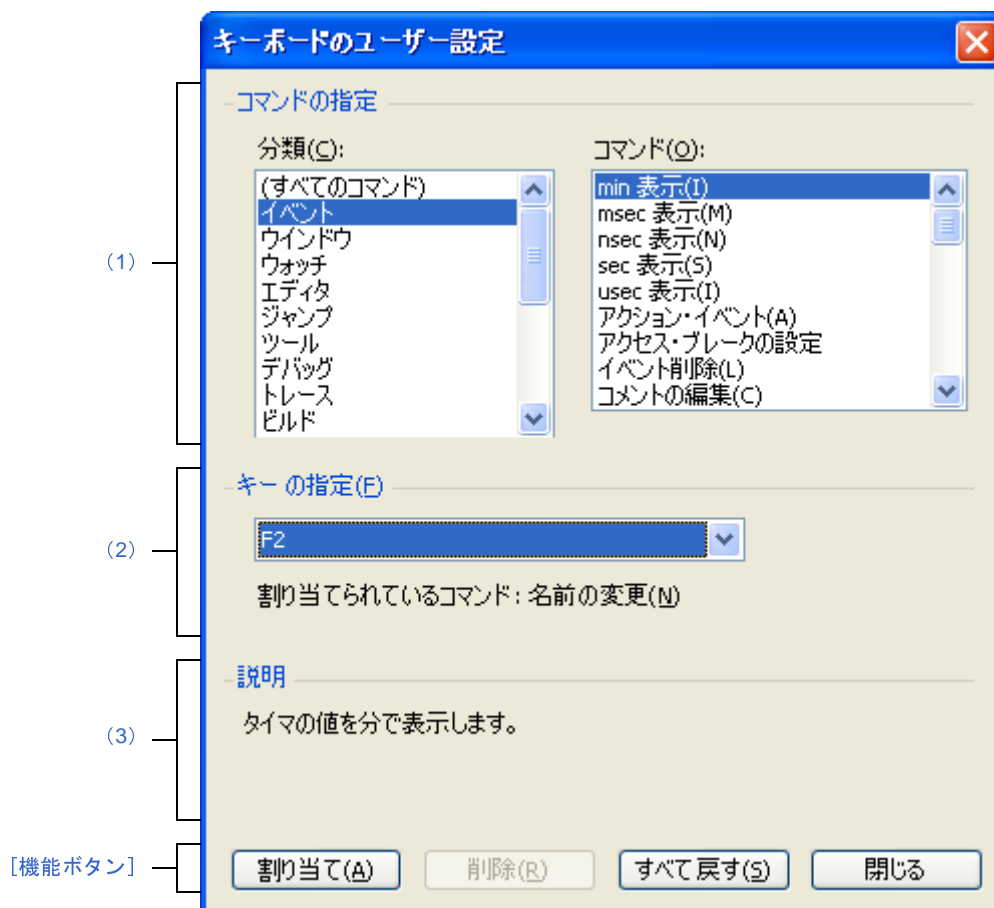 キーボードのユーザー設定
コマンドの指定
分類(C):
(すべてのコマンド)
イベント
ウインドウ
ウォッチ
エディタ
ジャンプ
ツール
デバッグ
トレース
ビルド
コマンド(O):
min 表示(I)
msec 表示(M)
nsec 表示(N)
sec 表示(S)
usec 表示(I)
アクション・イベント(A)
アクセス・ブレークの設定
イベント削除(L)
コメントの編集(C)
(1)
キー の指定(F)
F2
割り当てられているコマンド : 名前の変更(N)
(2)
説明
タイマの値を分で表示します。
(3)
[機能ボタン]
割り当て(A)
削除(R)
すべて戻す(S)
閉じる